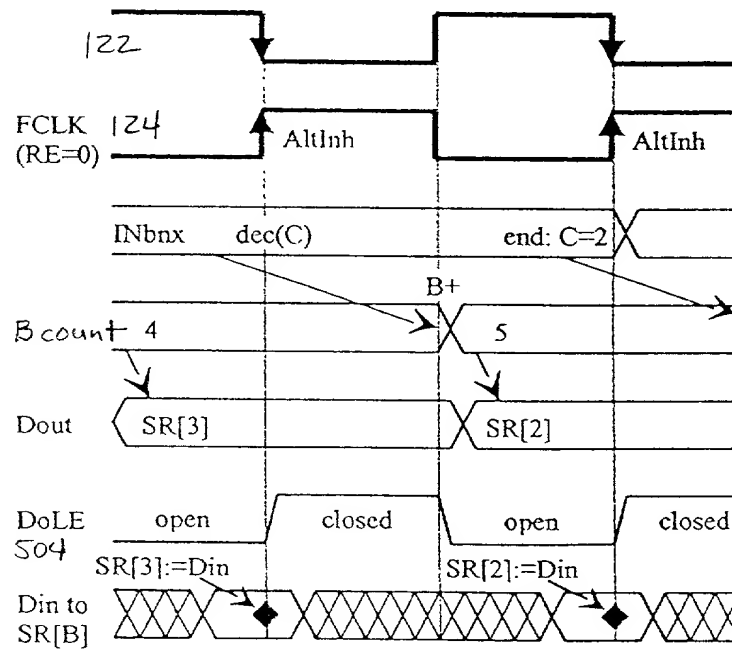 122
FCLK 124
(RE=0)
AltInh AltInh
INbnx dec(C) end: C=2
B+
Bcount 4 5
Dout SR[3] SR[2]
DoLE open closed open closed
504
SR[3]:=Din SR[2]:=Din
Din to
SR[B]